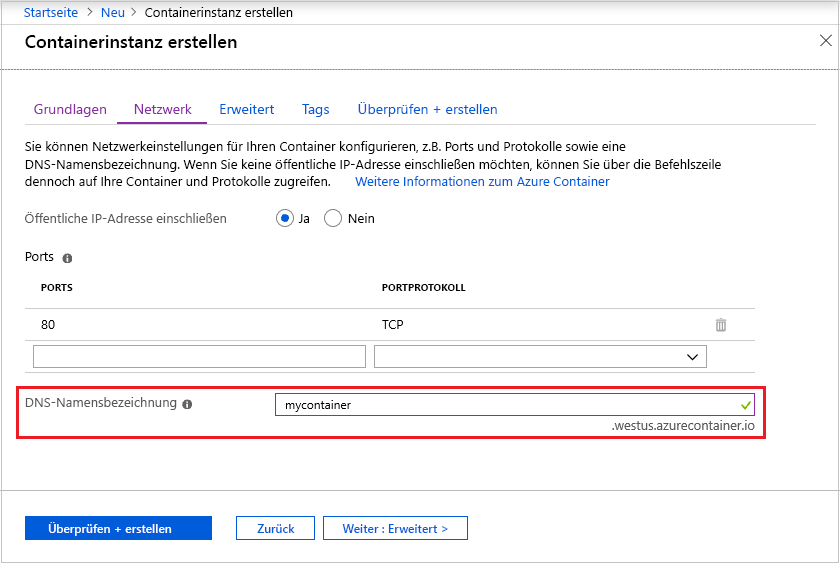 Startseite > Neu > Containerinstanz erstellen
Containerinstanz erstellen
Grundlagen Netzwerk Erweitert Tags Überprüfen + erstellen
Sie können Netzwerkeinstellungen für Ihren Container konfigurieren, z.B. Ports und Protokolle sowie eine
DNS-Namensbezeichnung. Wenn Sie keine öffentliche IP-Adresse einschließen möchten, können Sie über die Befehlszeile
dennoch auf Ihre Container und Protokolle zugreifen. Weitere Informationen zum Azure Container
Öffentliche IP-Adresse einschließen Ja Nein
Ports
PORTS PORTPROTOKOLL
80 TCP
DNS-Namensbezeichnung mycontainer
.westus.azurecontainer.io
Überprüfen + erstellen Zurück Weiter : Erweitert >